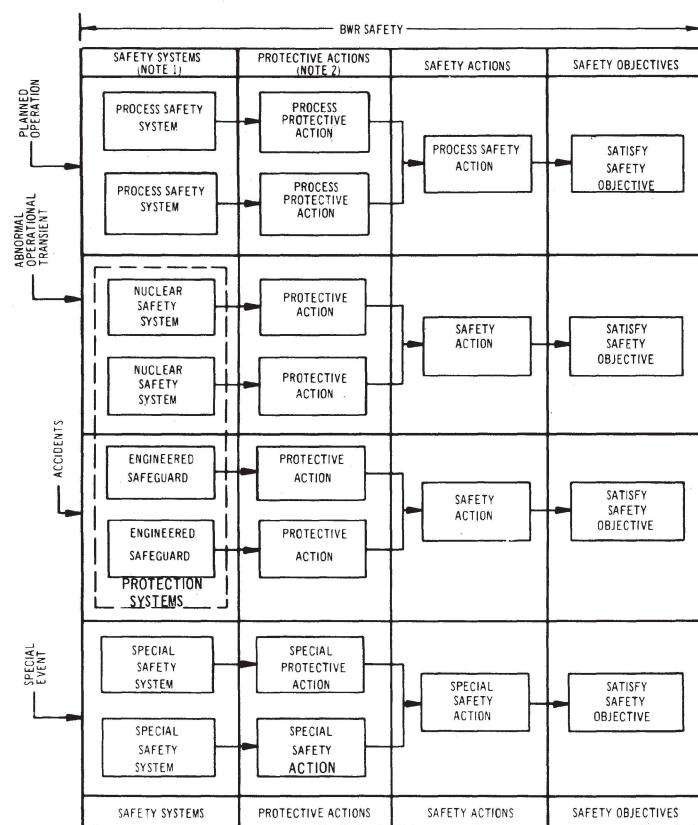 BWR SAFETY
SAFETY SYSTEMS
(NOTE 1)
PROTECTIVE ACTIONS
(NOTE 2)
SAFETY ACTIONS
SAFETY OBJECTIVES
PLANNED
OPERATION
PROCESS SAFETY
SYSTEM
PROCESS
PROTECTIVE
ACTION
PROCESS SAFETY
SYSTEM
PROCESS
PROTECTIVE
ACTION
PROCESS SAFETY
ACTION
SATISFY
SAFETY
OBJECTIVE
ABNORMAL
OPERATIONAL
TRANSIENT
NUCLEAR
SAFETY
SYSTEM
PROTECTIVE
ACTION
NUCLEAR
SAFETY
SYSTEM
PROTECTIVE
ACTION
SAFETY
ACTION
SATISFY
SAFETY
OBJECTIVE
ACCIDENTS
ENGINEERED
SAFEGUARD
PROTECTIVE
ACTION
ENGINEERED
SAFEGUARD
PROTECTIVE
ACTION
PROTECTION
SYSTEMS
SAFETY
ACTION
SATISFY
SAFETY
OBJECTIVE
SPECIAL
EVENT
SPECIAL
SAFETY
SYSTEM
SPECIAL
PROTECTIVE
ACTION
SPECIAL
SAFETY
SYSTEM
SPECIAL
SAFETY
ACTION
SPECIAL
SAFETY
ACTION
SATISFY
SAFETY
OBJECTIVE
SAFETY SYSTEMS
PROTECTIVE ACTIONS
SAFETY ACTIONS
SAFETY OBJECTIVES